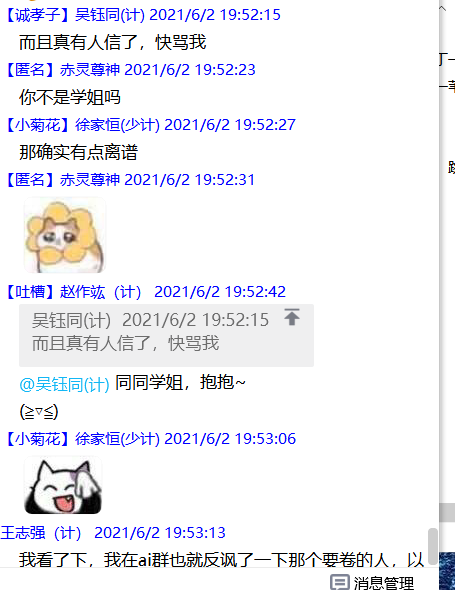 【诚孝子】吴钰同(计) 2021/6/2 19:52:15
而且真有人信了，快骂我
【匿名】赤灵尊神 2021/6/2 19:52:23
你不是学姐吗
【小菊花】徐家恒(少计) 2021/6/2 19:52:27
那确实有点离谱
【匿名】赤灵尊神 2021/6/2 19:52:31
【吐槽】赵作竑（计） 2021/6/2 19:52:42
吴钰同(计) 2021/6/2 19:52:15
而且真有人信了，快骂我
@吴钰同(计) 同同学姐，抱抱~
(≧▿≦)
【小菊花】徐家恒(少计) 2021/6/2 19:53:06
王志强（计） 2021/6/2 19:53:13
我看了下，我在ai群也就反讽了一下那个要卷的人，以
消息管理